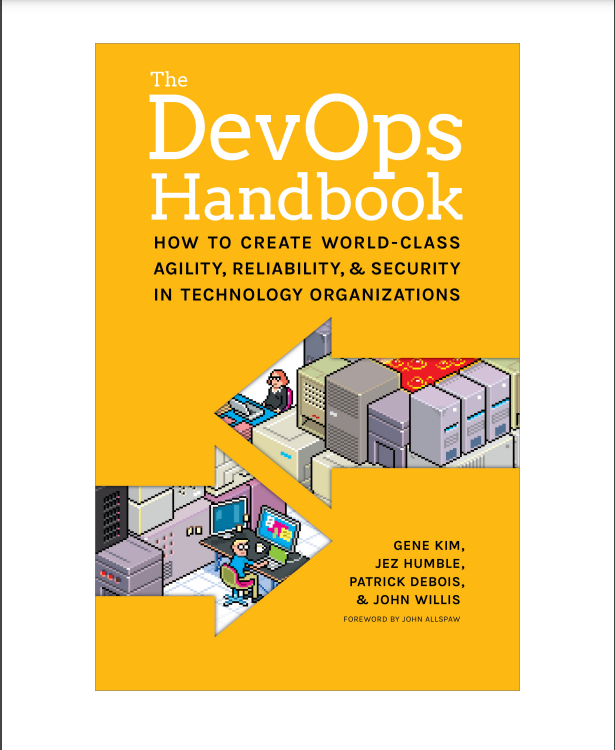 The
DevOps
Handbook
HOW TO CREATE WORLD-CLASS
AGILITY, RELIABILITY, & SECURITY
IN TECHNOLOGY ORGANIZATIONS
GENE KIM,
JEZ HUMBLE,
PATRICK DEBOIS,
& JOHN WILLIS
FOREWORD BY JOHN ALLSPAW